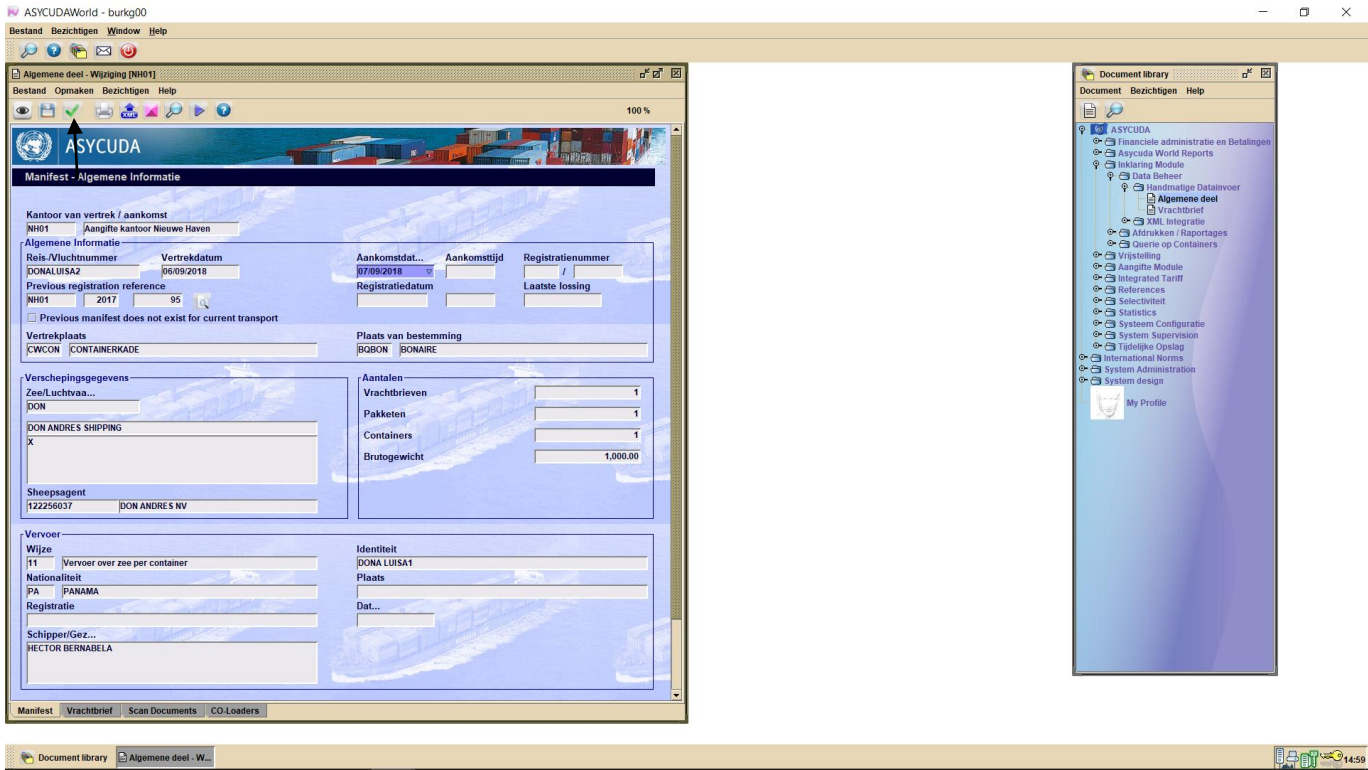 ASYCUDAWorld - burkg00
Bestand Bezichtigen Window Help
Algemene deel - Wijziging [NH01]
Bestand Opmaken Bezichtigen Help
XML
100 %
ASYCUDA
Manifest - Algemene Informatie
Kantoor van vertrek / aankomst
NH01 Aangifte kantoor Nieuwe Haven
Algemene Informatie
Reis-/Vluchtnummer Vertrekdatum Aankomstdat... Aankomsttijd Registratienummer
DONALUISA2 06/09/2018 07/09/2018 /
Previous registration reference Registratiedatum Laatste lossing
NH01 2017 95
Previous manifest does not exist for current transport
Vertrekplaats Plaats van bestemming
CWCON CONTAINERKADE BQBON BONAIRE
Verschepingsgegevens
Zee/Luchtvaa...
DON
DON ANDRES SHIPPING
X
Sheepsagent
122256037 DON ANDRES NV
Aantalen
Vrachtbrieven 1
Pakketen 1
Containers 1
Brutogewicht 1,000.00
Vervoer
Wijze Identiteit
11 Vervoer over zee per container DONA LUISA1
Nationaliteit Plaats
PA PANAMA
Registratie Dat...
Schipper/Gez...
HECTOR BERNABELA
Manifest Vrachtbrief Scan Documents CO-Loaders
Document library
Document Bezichtigen Help
ASYCUDA
Financiele administratie en Betalingen
Asycuda World Reports
Inklaring Module
Data Beheer
Handmatige Datainvoer
Algemene deel
Vrachtbrief
XML Integratie
Afdrukken / Raportages
Querie op Containers
Vrijstelling
Aangifte Module
Integrated Tariff
References
Selectiviteit
Statistics
Systeem Configuratie
System Supervision
Tijdelijke Opslag
International Norms
System Administration
System design
My Profile
Document library Algemene deel - W...
14:59